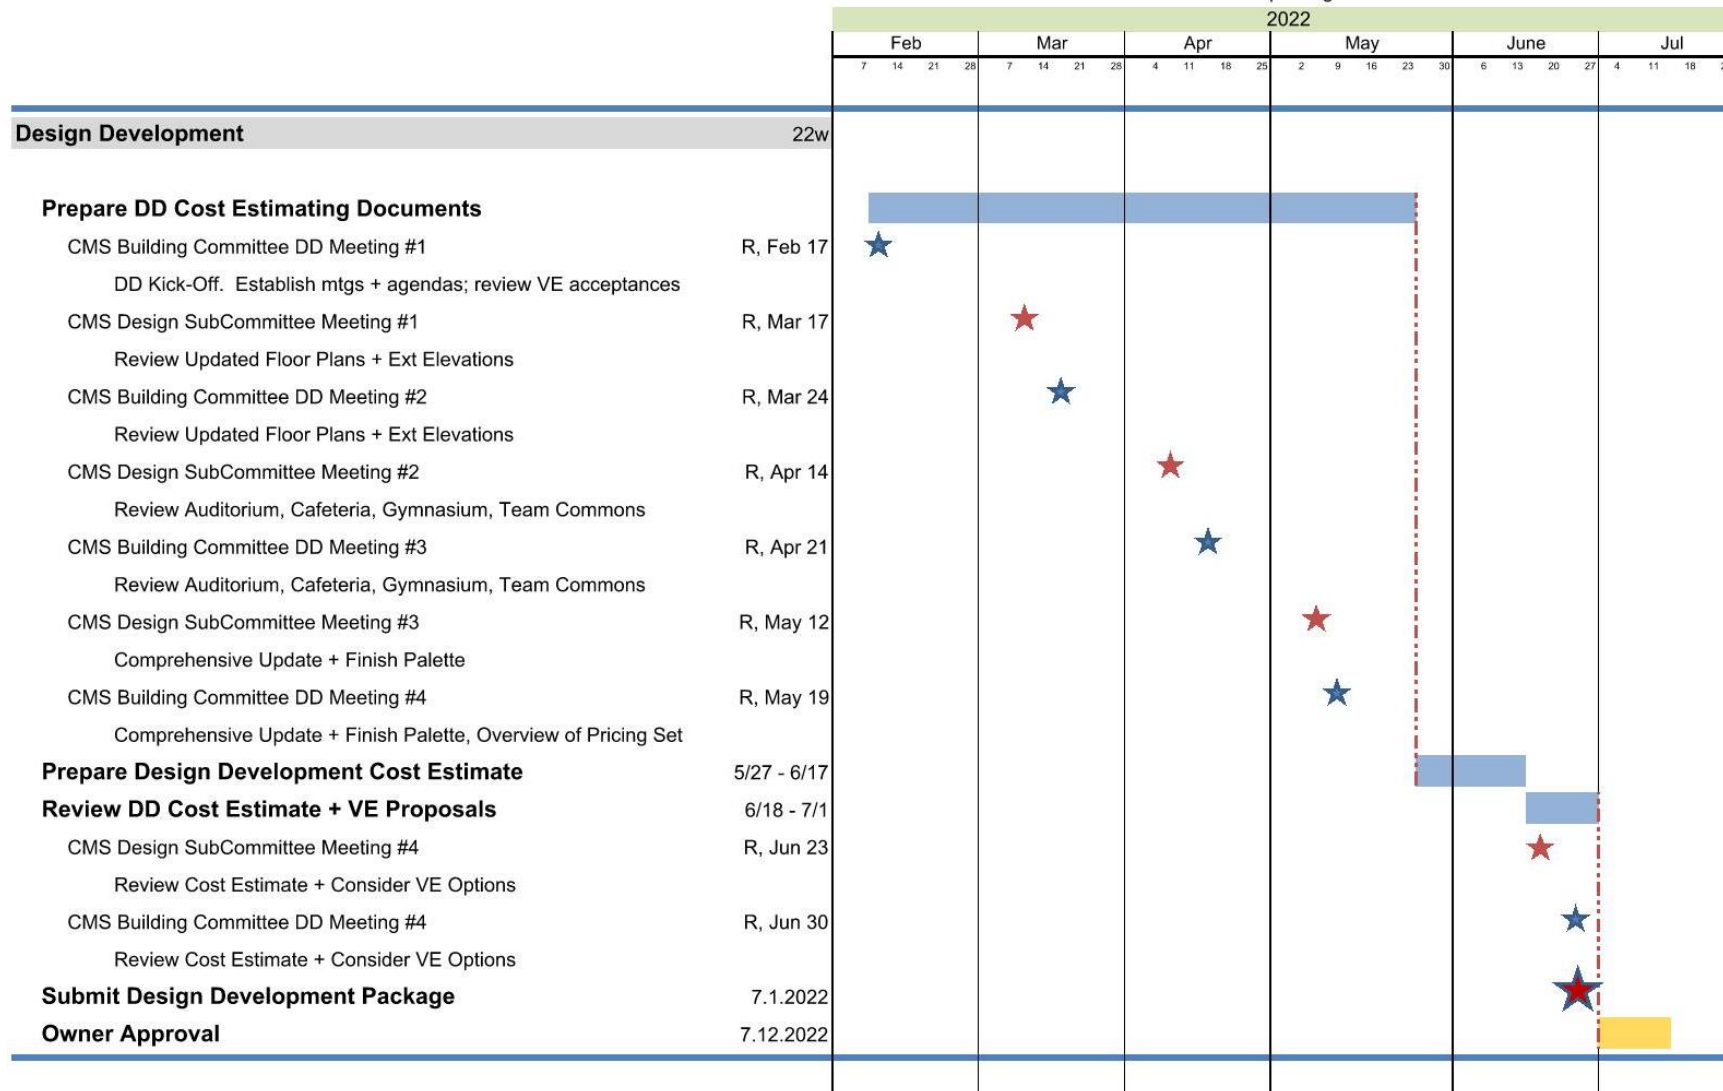 2022
Feb Mar Apr May June Jul
7 14 21 28 7 14 21 28 4 11 18 25 2 9 16 23 30 6 13 20 27 4 11 18
Design Development 22w
Prepare DD Cost Estimating Documents
CMS Building Committee DD Meeting #1 R, Feb 17
DD Kick-Off. Establish mtgs + agendas; review VE acceptances
CMS Design SubCommittee Meeting #1 R, Mar 17
Review Updated Floor Plans + Ext Elevations
CMS Building Committee DD Meeting #2 R, Mar 24
Review Updated Floor Plans + Ext Elevations
CMS Design SubCommittee Meeting #2 R, Apr 14
Review Auditorium, Cafeteria, Gymnasium, Team Commons
CMS Building Committee DD Meeting #3 R, Apr 21
Review Auditorium, Cafeteria, Gymnasium, Team Commons
CMS Design SubCommittee Meeting #3 R, May 12
Comprehensive Update + Finish Palette
CMS Building Committee DD Meeting #4 R, May 19
Comprehensive Update + Finish Palette, Overview of Pricing Set
Prepare Design Development Cost Estimate 5/27 - 6/17
Review DD Cost Estimate + VE Proposals 6/18 - 7/1
CMS Design SubCommittee Meeting #4 R, Jun 23
Review Cost Estimate + Consider VE Options
CMS Building Committee DD Meeting #4 R, Jun 30
Review Cost Estimate + Consider VE Options
Submit Design Development Package 7.1.2022
Owner Approval 7.12.2022